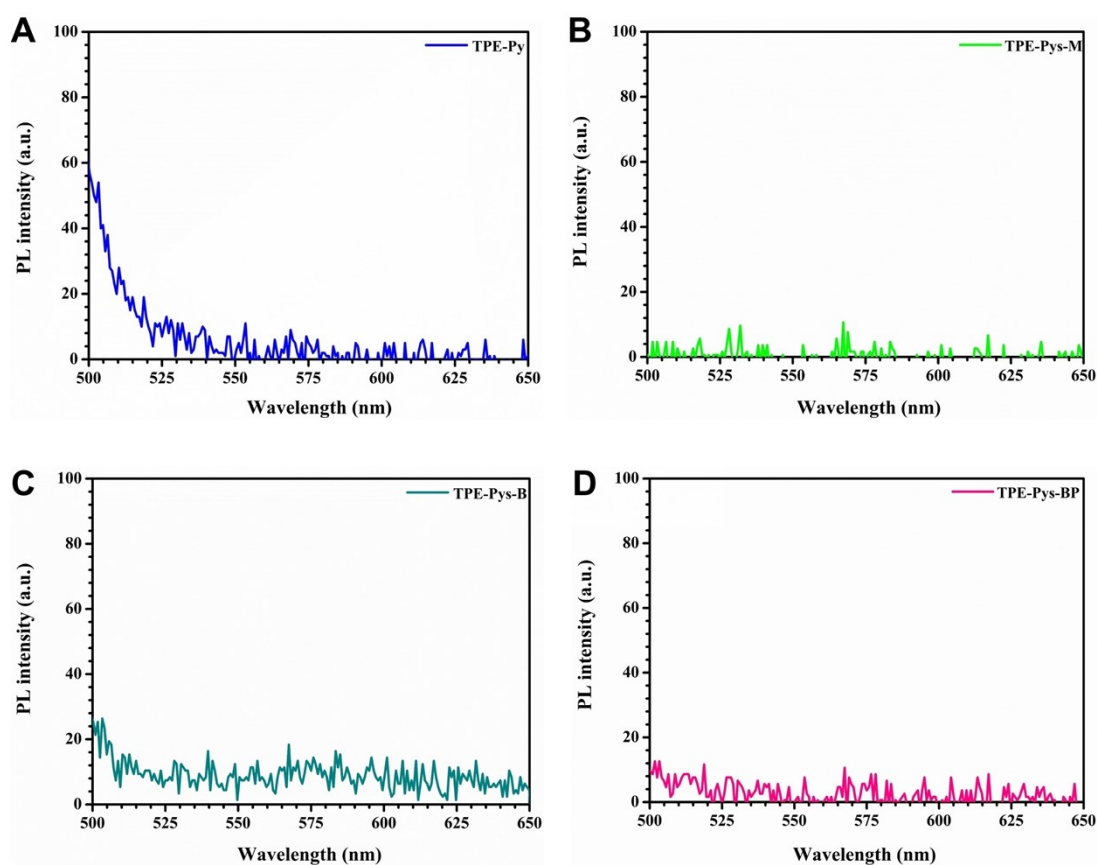 A
TPE-Py
PL intensity (a.u.)
100
80
60
40
20
0
500 525 550 575 600 625 650
Wavelength (nm)
B
TPE-Pys-M
PL intensity (a.u.)
100
80
60
40
20
0
500 525 550 575 600 625 650
Wavelength (nm)
C
TPE-Pys-B
PL intensity (a.u.)
100
80
60
40
20
0
500 525 550 575 600 625 650
Wavelength (nm)
D
TPE-Pys-BP
PL intensity (a.u.)
100
80
60
40
20
0
500 525 550 575 600 625 650
Wavelength (nm)